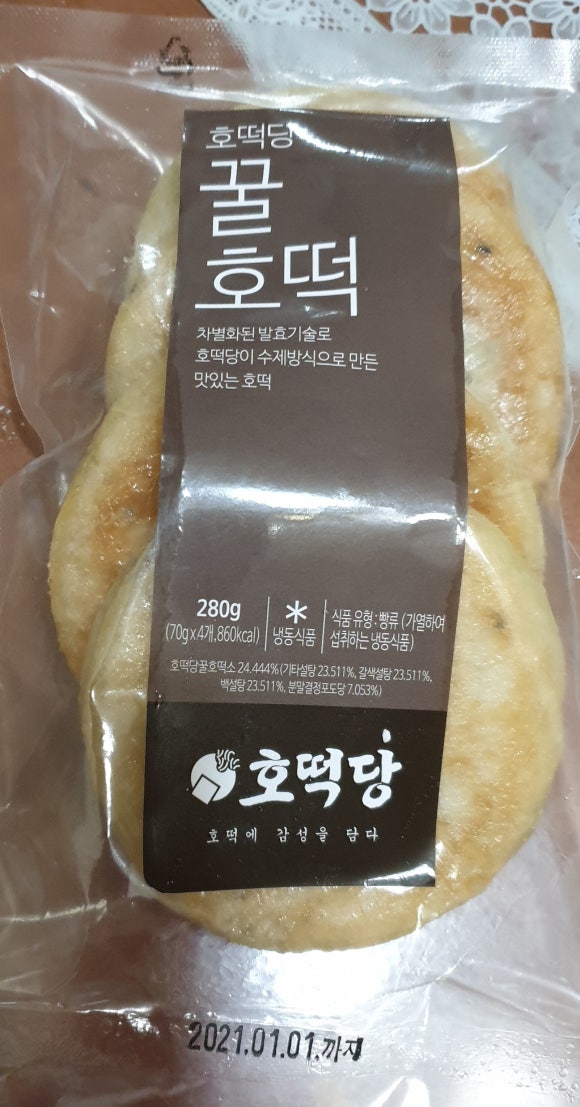 호떡당
꿀
호떡
차별화된 발효기술로
호떡당이 수제방식으로 만든
맛있는 호떡
280g
(70gx4개,860kcal)
냉동식품
식품 유형 : 빵류 (가열하여
섭취하는 냉동식품)
호떡당꿀호떡소 24.444%(기타설탕 23.511%, 갈색설탕 23.511%,
백설탕 23.511%, 분말결정포도당 7.053%)
호떡당
호떡에 감성을 담다
2021.01.01.까지